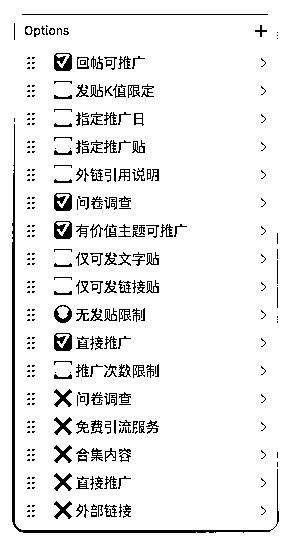 Options
回帖可推广
发贴K值限定
指定推广日
指定推广贴
外链引用说明
问卷调查
有价值主题可推广
仅可发文字贴
仅可发链接贴
无发贴限制
直接推广
推广次数限制
问卷调查
免费引流服务
合集内容
直接推广
外部链接